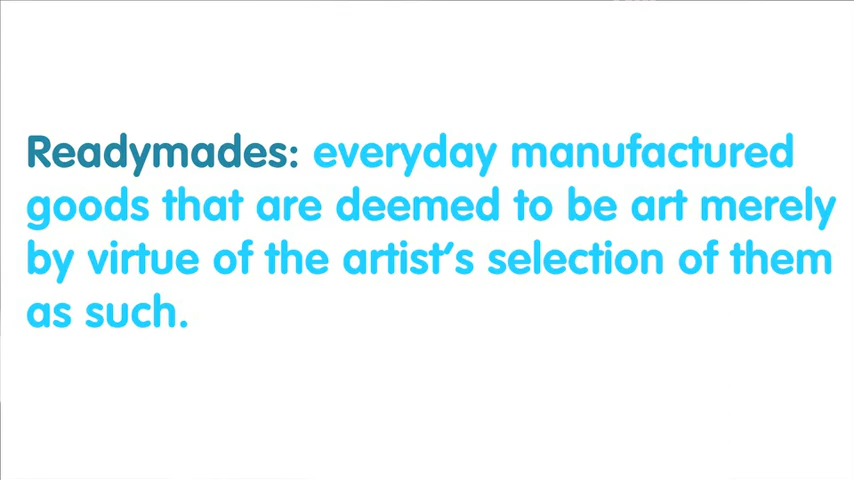 Readymades: everyday manufactured
goods that are deemed to be art merely
by virtue of the artist's selection of them
as such.